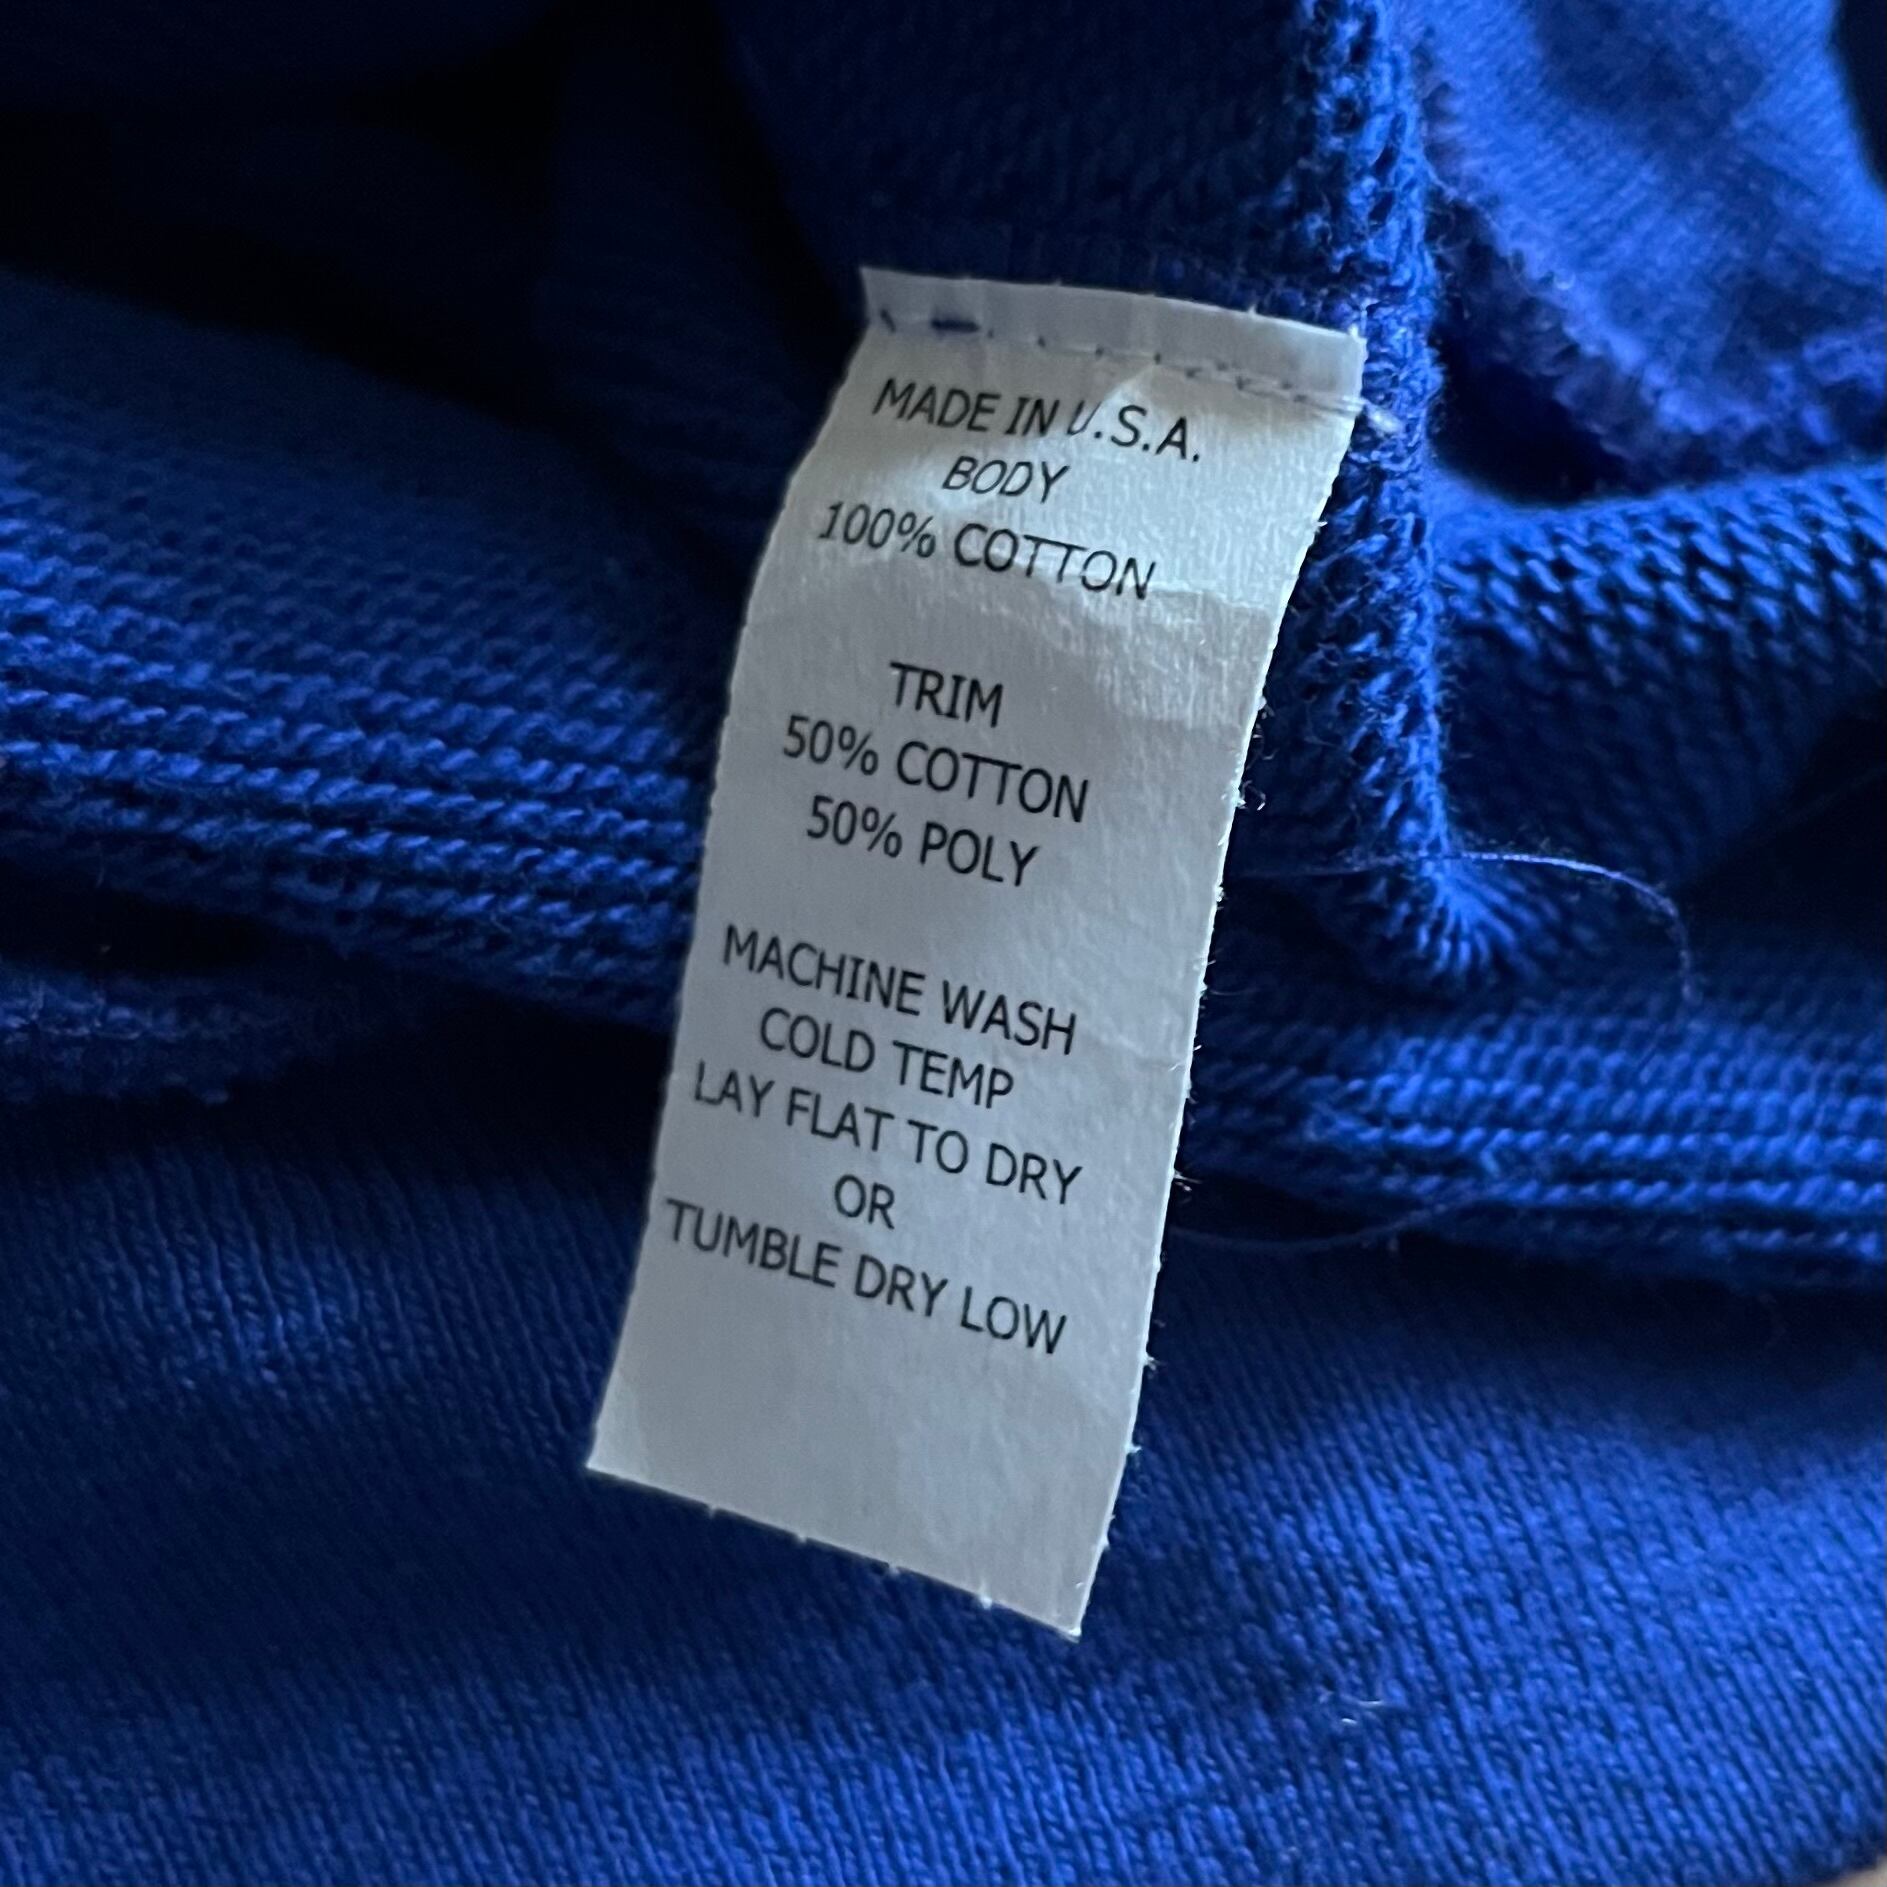 MADE IN U.S.A.
BODY
100% COTTON
TRIM
50% COTTON
50% POLY
MACHINE WASH
COLD TEMP
LAY FLAT TO DRY
OR
TUMBLE DRY LOW